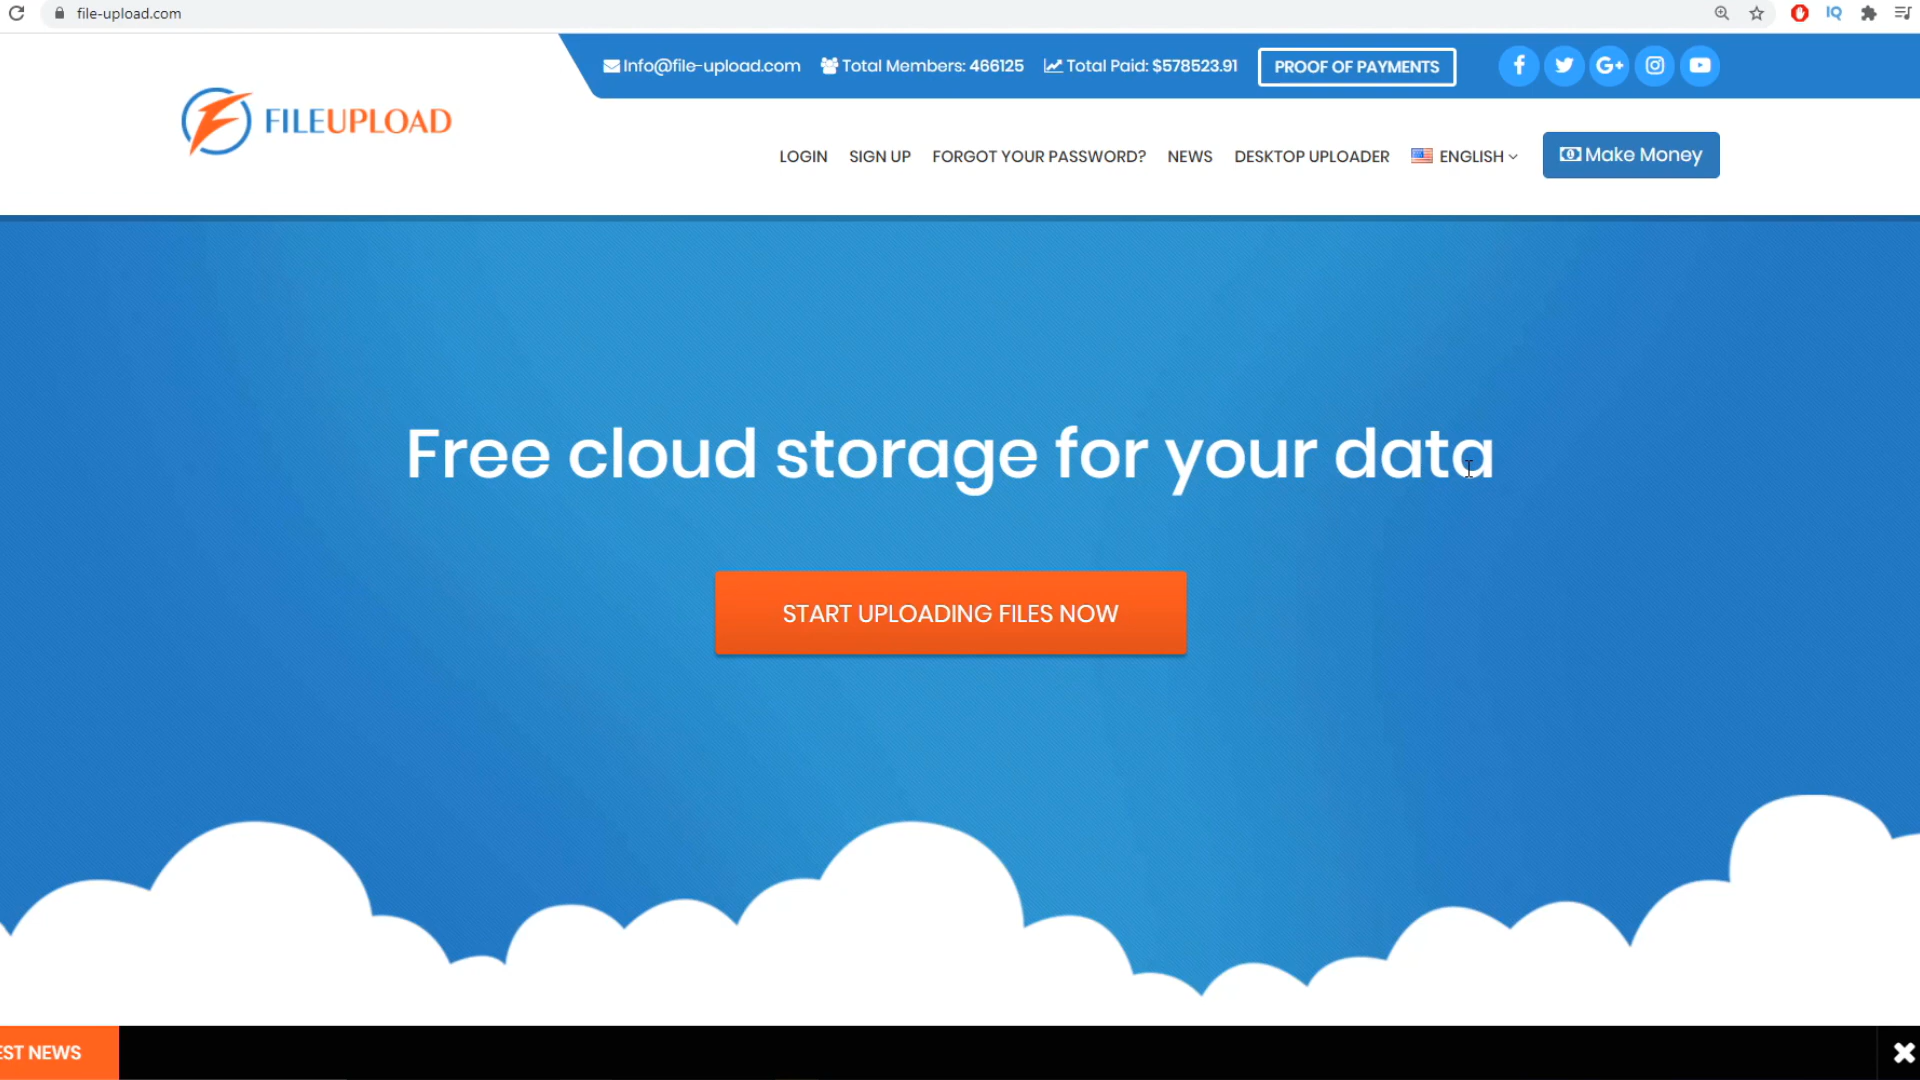 file-upload.com
IQ
Info@file-upload.com Total Members: 466125 Total Paid: $578523.91 PROOF OF PAYMENTS
FILEUPLOAD
LOGIN SIGN UP FORGOT YOUR PASSWORD? NEWS DESKTOP UPLOADER ENGLISH Make Money
Free cloud storage for your data
START UPLOADING FILES NOW
EST NEWS